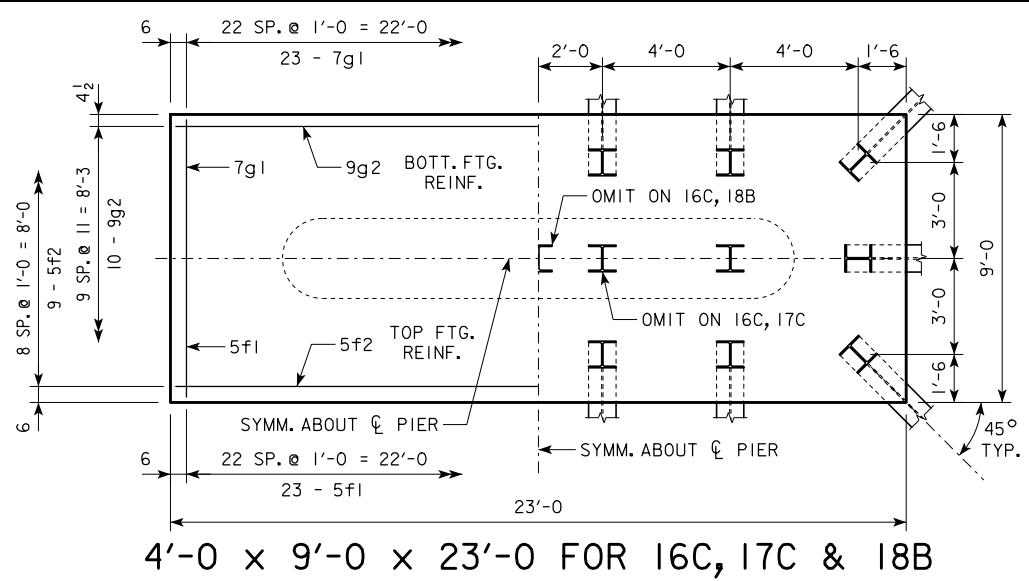 6
22 SP. @ 1'-0 = 22'-0
23 - 7g1
2'-0
4'-0
4'-0
1'-6
4 1/2
7g1
9g2
BOTT. FTG.
REINF.
OMIT ON 16C, 18B
1'-6
3'-0
9'-0
3'-0
1'-6
8 SP. @ 1'-0 = 8'-0
9 - 5f2
9 SP. @ 11 = 8'-3
10 - 9g2
OMIT ON 16C, 17C
5f1
5f2
TOP FTG.
REINF.
6
SYMM. ABOUT ℄ PIER
SYMM. ABOUT ℄ PIER
45°
TYP.
6
22 SP. @ 1'-0 = 22'-0
23 - 5f1
23'-0
4'-0 x 9'-0 x 23'-0 FOR 16C, 17C & 18B